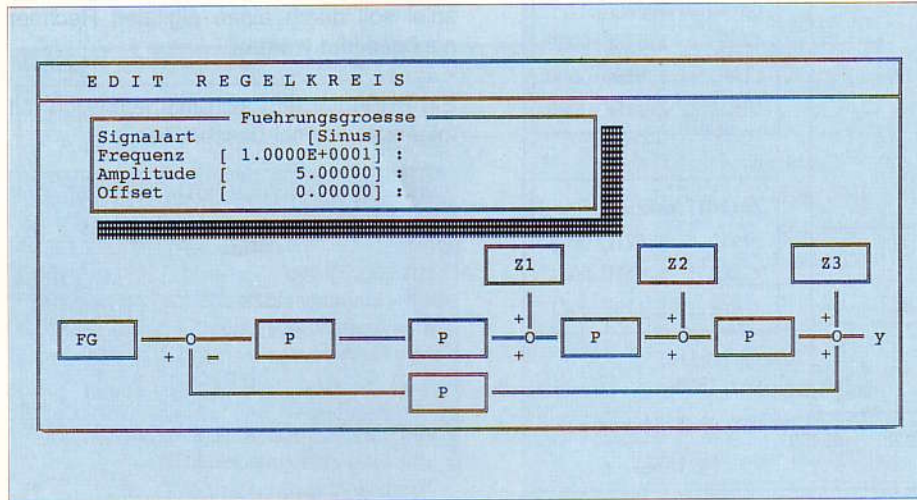 EDIT REGELKREIS
Fuehrungsgroesse
Signalart [Sinus] :
Frequenz [ 1.0000E+0001] :
Amplitude [ 5.00000] :
Offset [ 0.00000] :
Z1 Z2 Z3
+ + +
FG P P P P y
+ − + + +
P